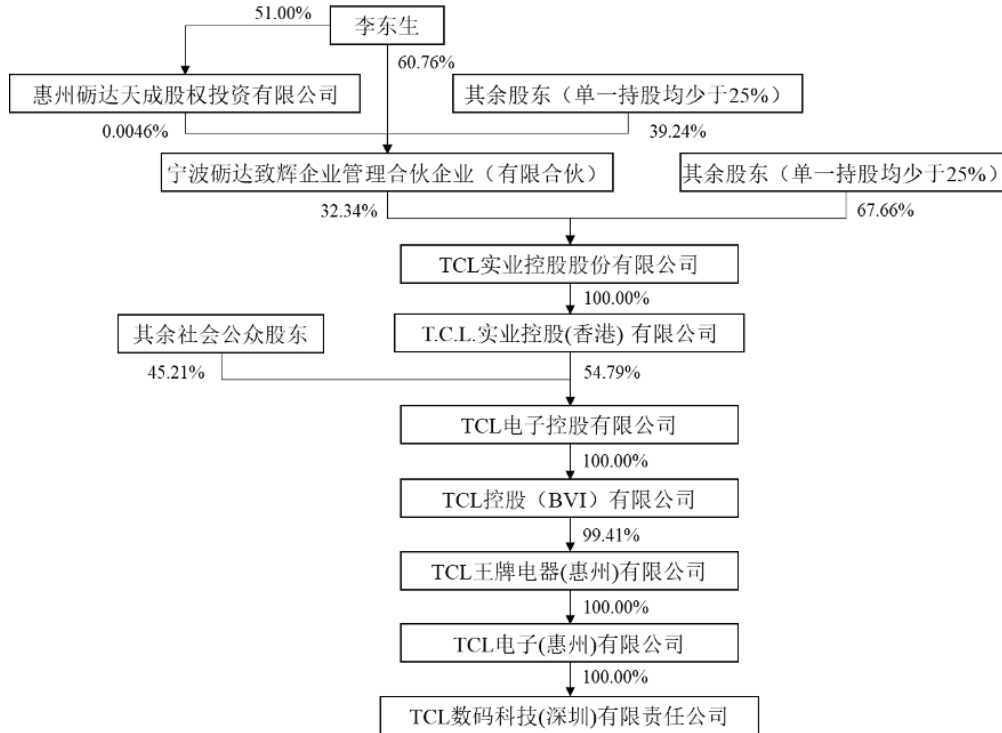 51.00%
李东生
60.76%
惠州砺达天成股权投资有限公司
其余股东（单一持股均少于25%）
0.0046%
39.24%
宁波砺达致辉企业管理合伙企业（有限合伙）
其余股东（单一持股均少于25%）
32.34%
67.66%
TCL实业控股股份有限公司
100.00%
其余社会公众股东
T.C.L.实业控股(香港) 有限公司
45.21%
54.79%
TCL电子控股有限公司
100.00%
TCL控股（BVI）有限公司
99.41%
TCL王牌电器(惠州)有限公司
100.00%
TCL电子(惠州)有限公司
100.00%
TCL数码科技(深圳)有限责任公司